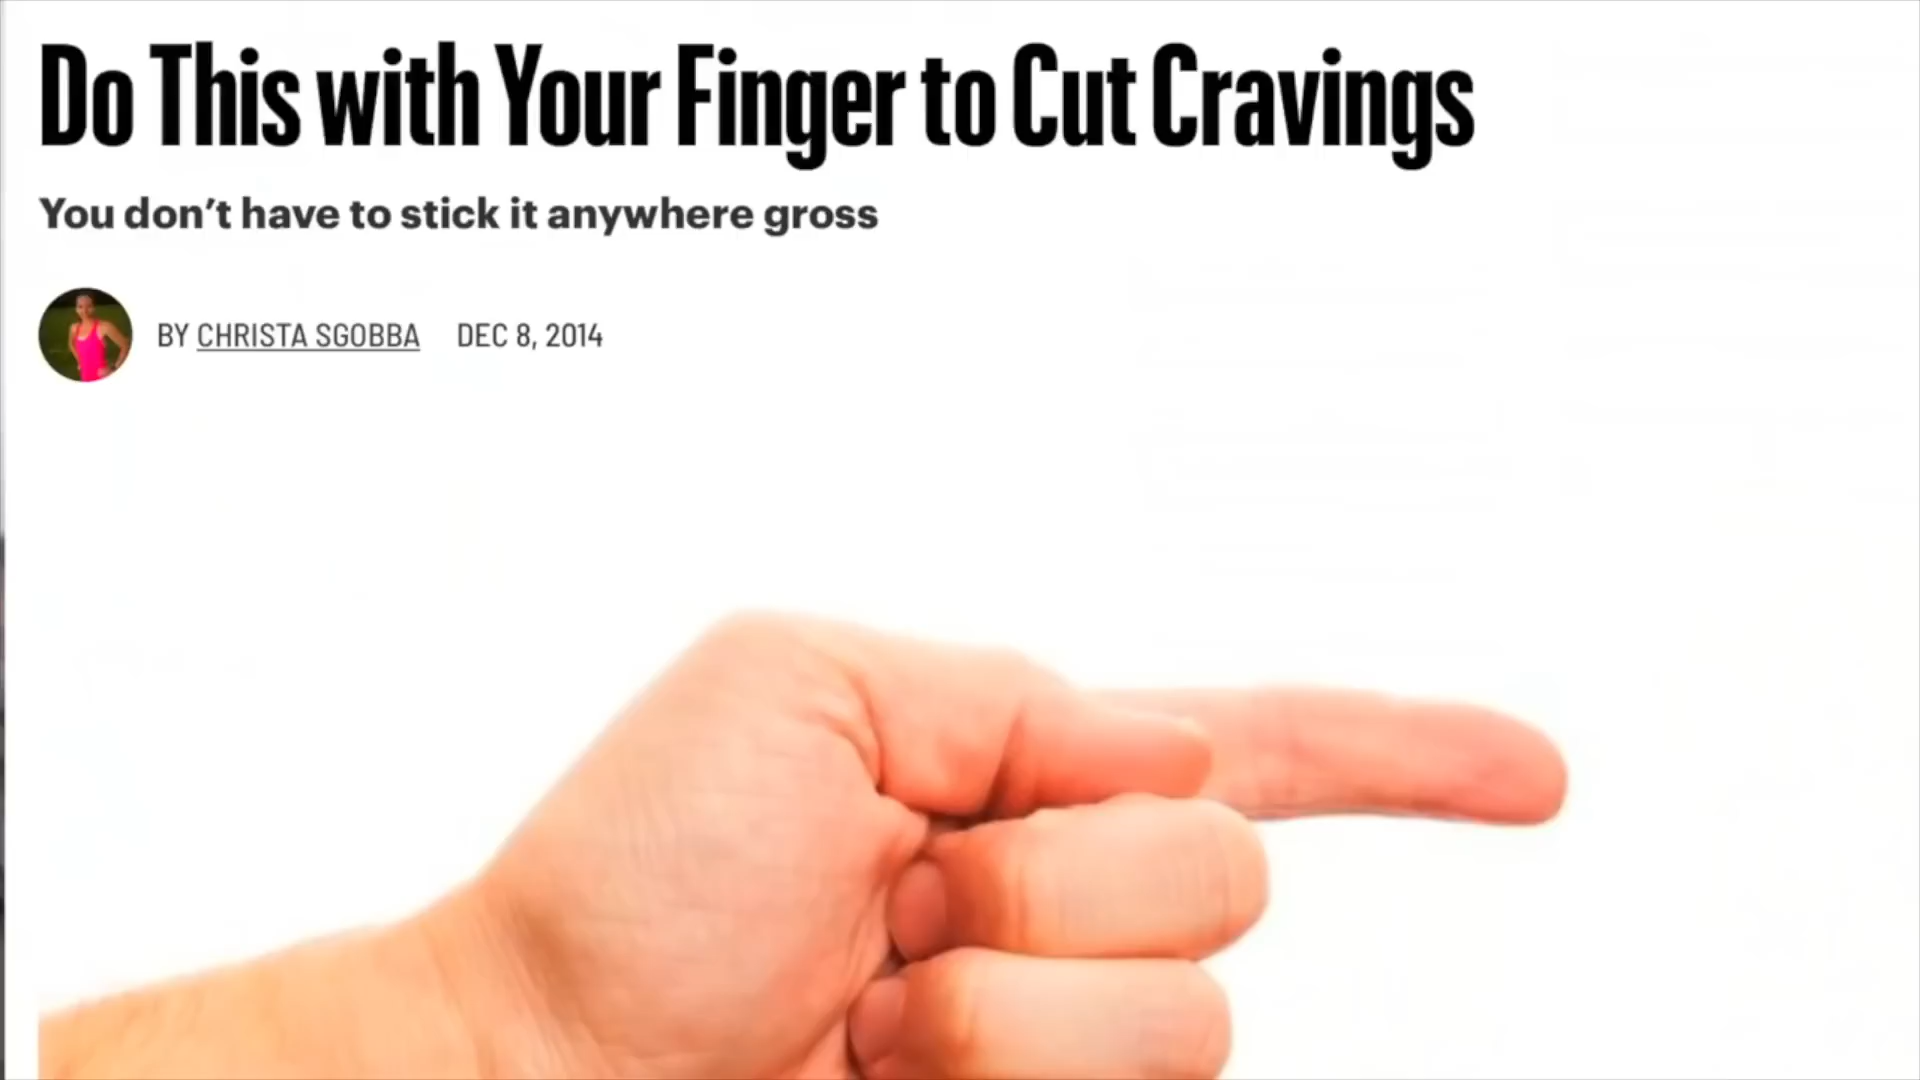 Do This with Your Finger to Cut Cravings
You don’t have to stick it anywhere gross
BY CHRISTA SGOBBA DEC 8, 2014